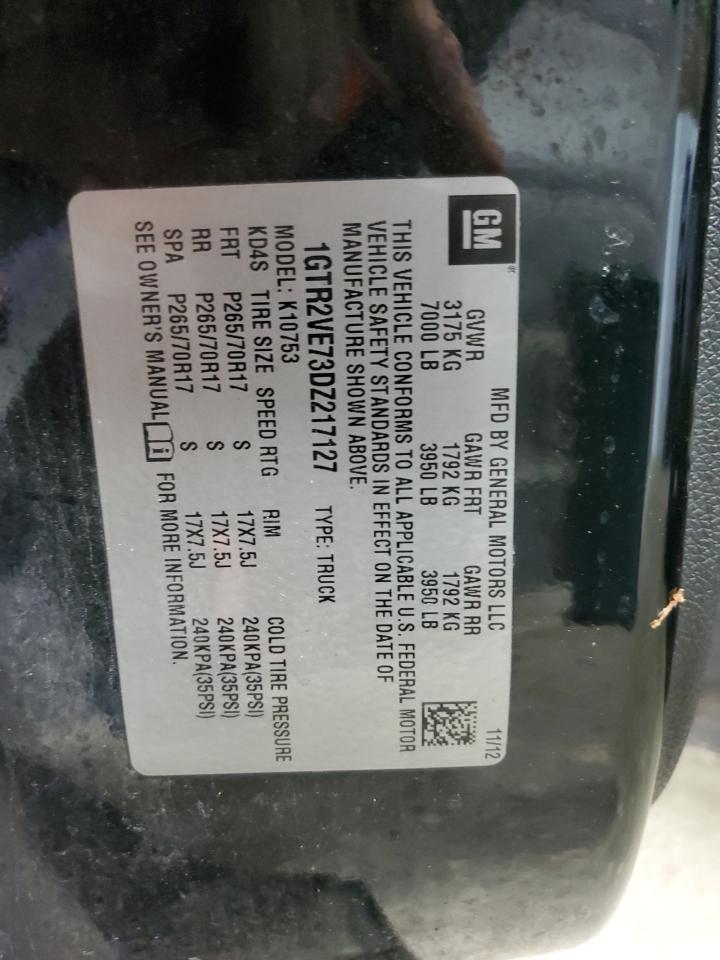 GM
MFD BY GENERAL MOTORS LLC 11/12
GVWR GAWR FRT GAWR RR
3175 KG 1792 KG 1792 KG
7000 LB 3950 LB 3950 LB
THIS VEHICLE CONFORMS TO ALL APPLICABLE U.S. FEDERAL MOTOR
VEHICLE SAFETY STANDARDS IN EFFECT ON THE DATE OF
MANUFACTURE SHOWN ABOVE.
1GTR2VE73DZ217127 TYPE: TRUCK
MODEL: K10753
KD4S TIRE SIZE SPEED RTG RIM COLD TIRE PRESSURE
FRT P265/70R17 S 17X7.5J 240KPA(35PSI)
RR P265/70R17 S 17X7.5J 240KPA(35PSI)
SPA P265/70R17 S 17X7.5J 240KPA(35PSI)
SEE OWNER'S MANUAL FOR MORE INFORMATION.